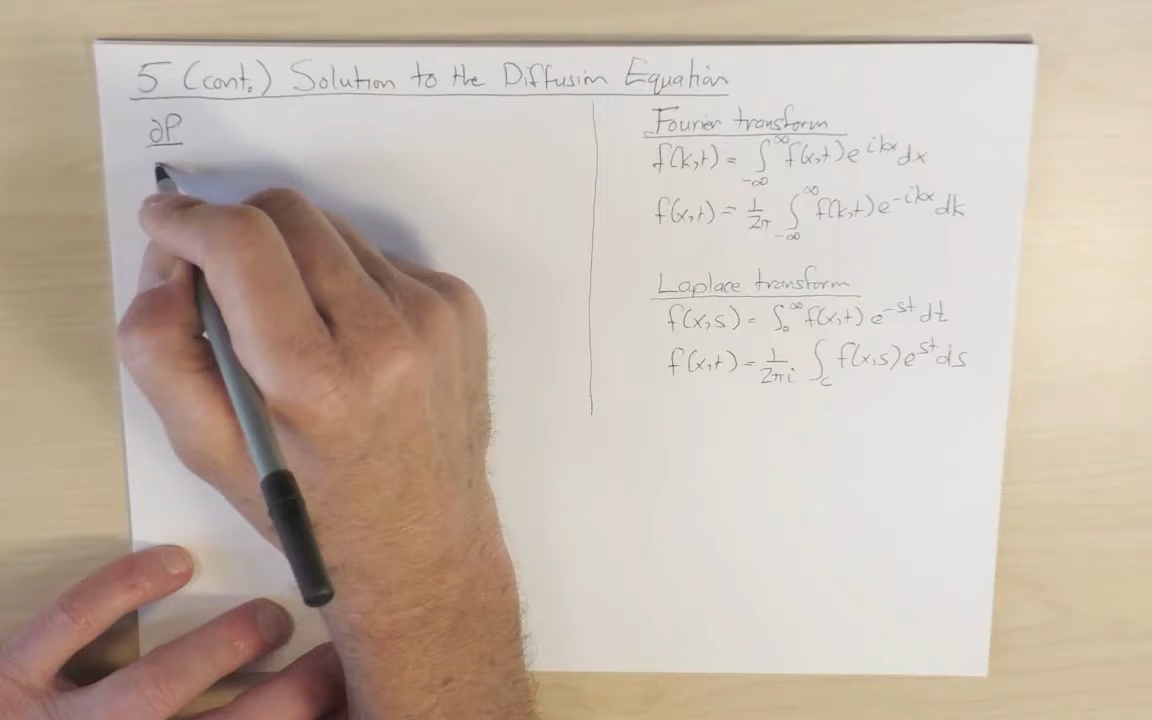 5 (cont.) Solution to the Diffusion Equation
∂P
Fourier transform
f(k,t) = ∫_{-∞}^{∞} f(x,t) e^{ikx} dx
f(x,t) = 1/2π ∫_{-∞}^{∞} f(k,t) e^{-ikx} dk
Laplace transform
f(x,s) = ∫_0^∞ f(x,t) e^{-st} dt
f(x,t) = 1/2πi ∫_C f(x,s) e^{st} ds